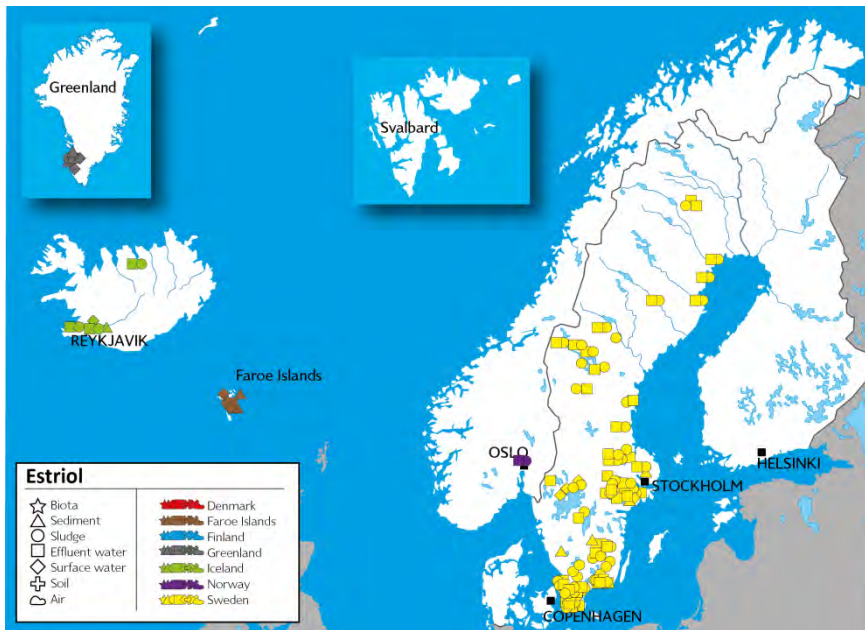 Greenland
Svalbard
REYKJAVIK
Faroe Islands
OSLO
HELSINKI
STOCKHOLM
COPENHAGEN
Estriol
Biota
Sediment
Sludge
Effluent water
Surface water
Soil
Air
Denmark
Faroe Islands
Finland
Greenland
Iceland
Norway
Sweden